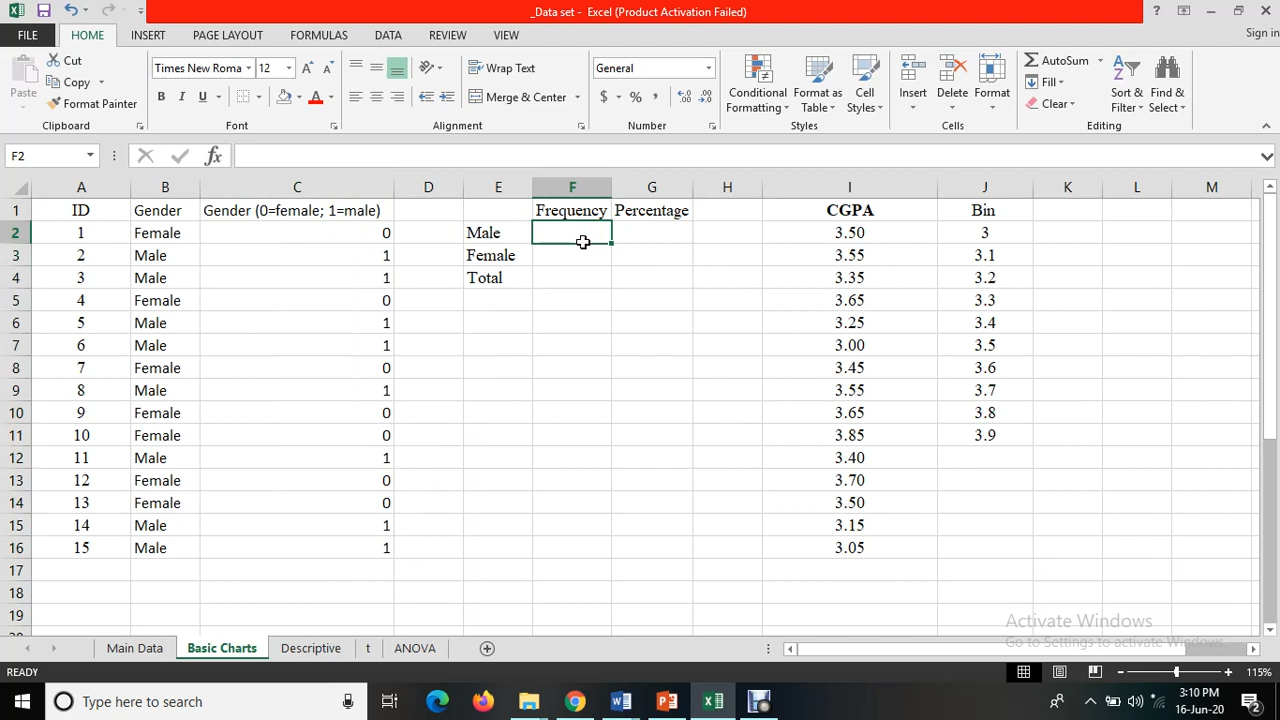 _Data set - Excel (Product Activation Failed)
FILE HOME INSERT PAGE LAYOUT FORMULAS DATA REVIEW VIEW Sign in
Paste Cut Copy Format Painter
Times New Roma 12 B I U A
Wrap Text Merge & Center
General $ % ,
Conditional Formatting Format as Table Cell Styles
Insert Delete Format
AutoSum Fill Clear Sort & Filter Find & Select
Clipboard Font Alignment Number Styles Cells Editing
F2 fx
A B C D E F G H I J K L M
1 ID Gender Gender (0=female; 1=male) Frequency Percentage CGPA Bin
2 1 Female 0 Male 3.50 3
3 2 Male 1 Female 3.55 3.1
4 3 Male 1 Total 3.35 3.2
5 4 Female 0 3.65 3.3
6 5 Male 1 3.25 3.4
7 6 Male 1 3.00 3.5
8 7 Female 0 3.45 3.6
9 8 Male 1 3.55 3.7
10 9 Female 0 3.65 3.8
11 10 Female 0 3.85 3.9
12 11 Male 1 3.40
13 12 Female 0 3.70
14 13 Female 0 3.50
15 14 Male 1 3.15
16 15 Male 1 3.05
17
18
19
Activate Windows
Go to Settings to activate Windows.
Main Data Basic Charts Descriptive t ANOVA
READY 115%
Type here to search 3:10 PM
16-Jun-20